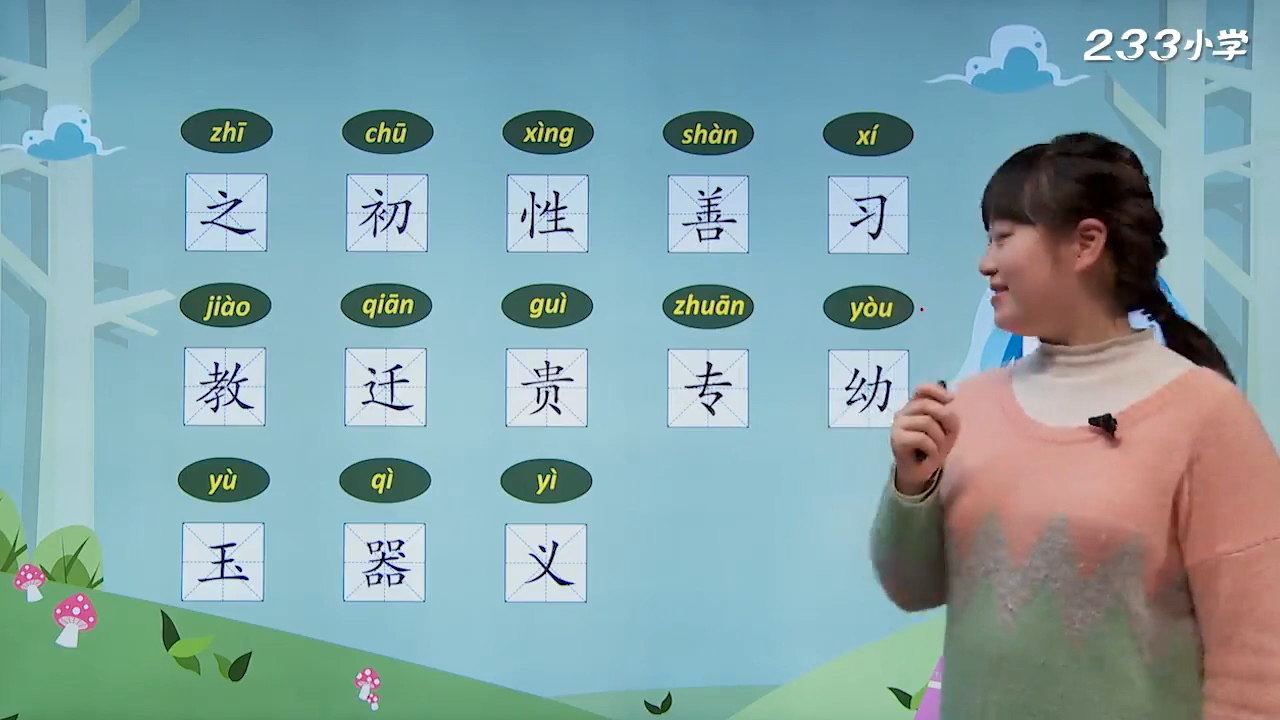 233小学
zhī chū xìng shàn xí
之 初 性 善 习
jiào qiān guì zhuān yòu
教 迁 贵 专 幼
yù qì yì
玉 器 义